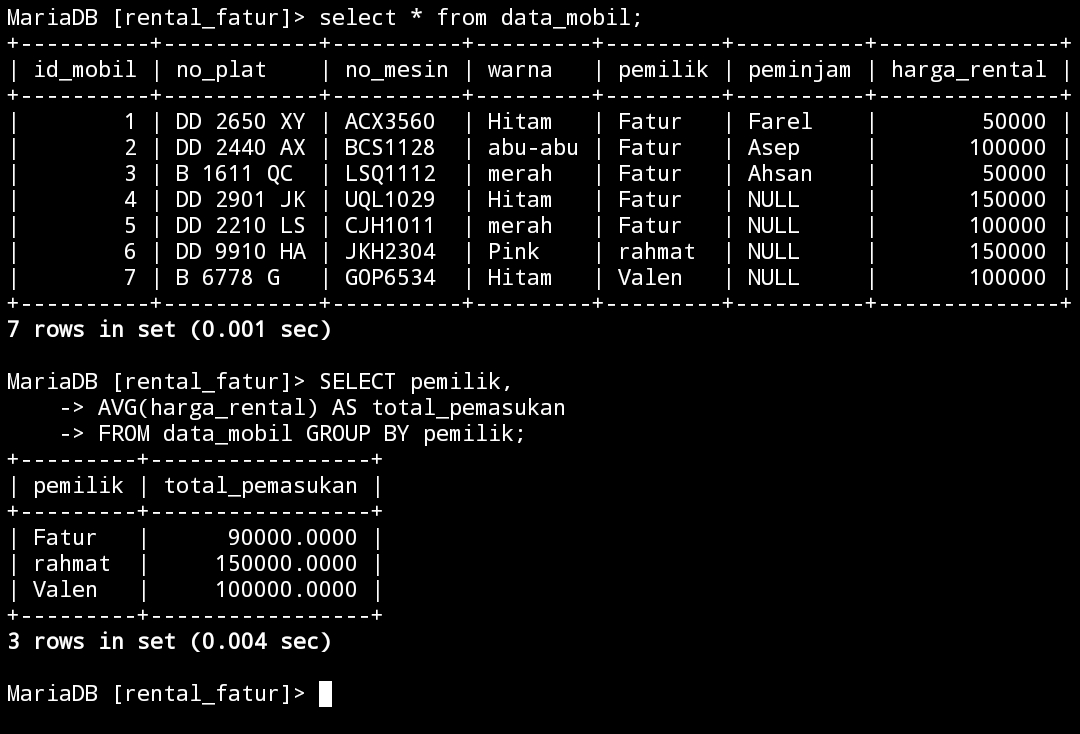 MariaDB [rental_fatur]> select * from data_mobil;
+----------+------------+----------+---------+---------+----------+--------------+
| id_mobil | no_plat    | no_mesin | warna   | pemilik | peminjam | harga_rental |
+----------+------------+----------+---------+---------+----------+--------------+
|        1 | DD 2650 XY | ACX3560  | Hitam   | Fatur   | Farel    |        50000 |
|        2 | DD 2440 AX | BCS1128  | abu-abu | Fatur   | Asep     |       100000 |
|        3 | B 1611 QC  | LSQ1112  | merah   | Fatur   | Ahsan    |        50000 |
|        4 | DD 2901 JK | UQL1029  | Hitam   | Fatur   | NULL     |       150000 |
|        5 | DD 2210 LS | CJH1011  | merah   | Fatur   | NULL     |       100000 |
|        6 | DD 9910 HA | JKH2304  | Pink    | rahmat  | NULL     |       150000 |
|        7 | B 6778 G   | GOP6534  | Hitam   | Valen   | NULL     |       100000 |
+----------+------------+----------+---------+---------+----------+--------------+
7 rows in set (0.001 sec)

MariaDB [rental_fatur]> SELECT pemilik,
    -> AVG(harga_rental) AS total_pemasukan
    -> FROM data_mobil GROUP BY pemilik;
+---------+-----------------+
| pemilik | total_pemasukan |
+---------+-----------------+
| Fatur   |      90000.0000 |
| rahmat  |     150000.0000 |
| Valen   |     100000.0000 |
+---------+-----------------+
3 rows in set (0.004 sec)

MariaDB [rental_fatur]>